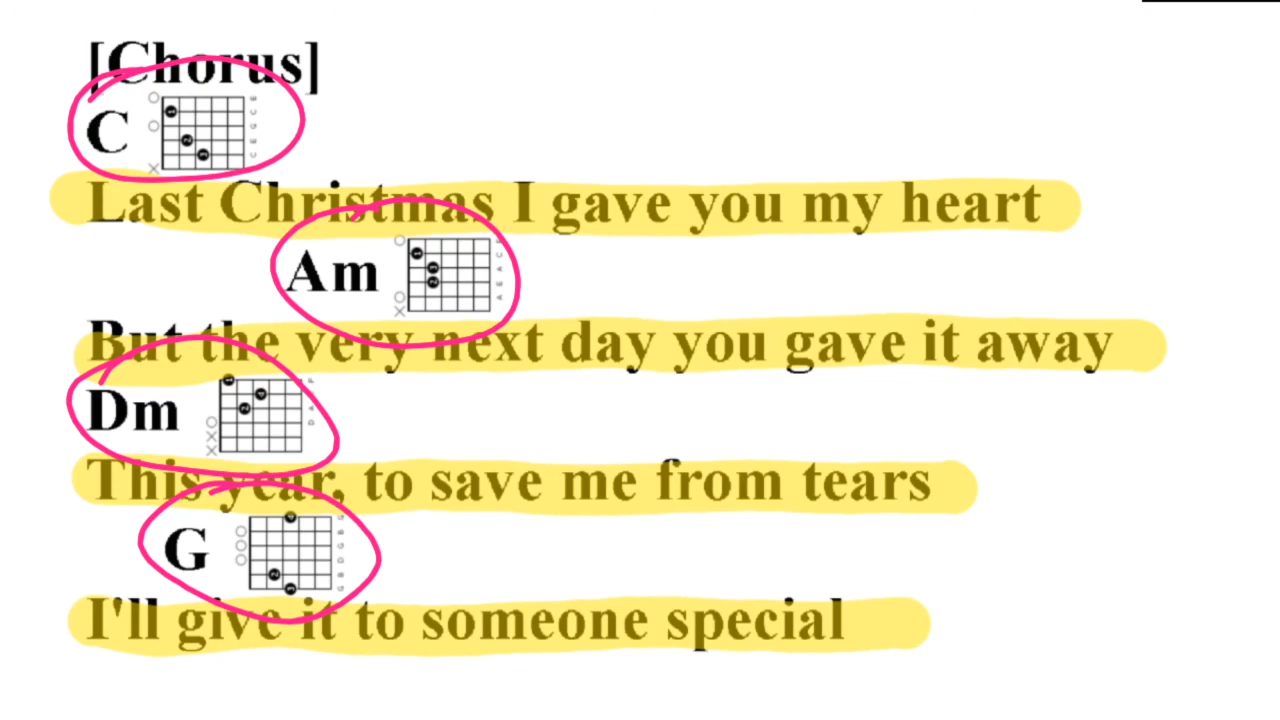 [Chorus]
C
Last Christmas I gave you my heart
Am
But the very next day you gave it away
Dm
This year, to save me from tears
G
I'll give it to someone special